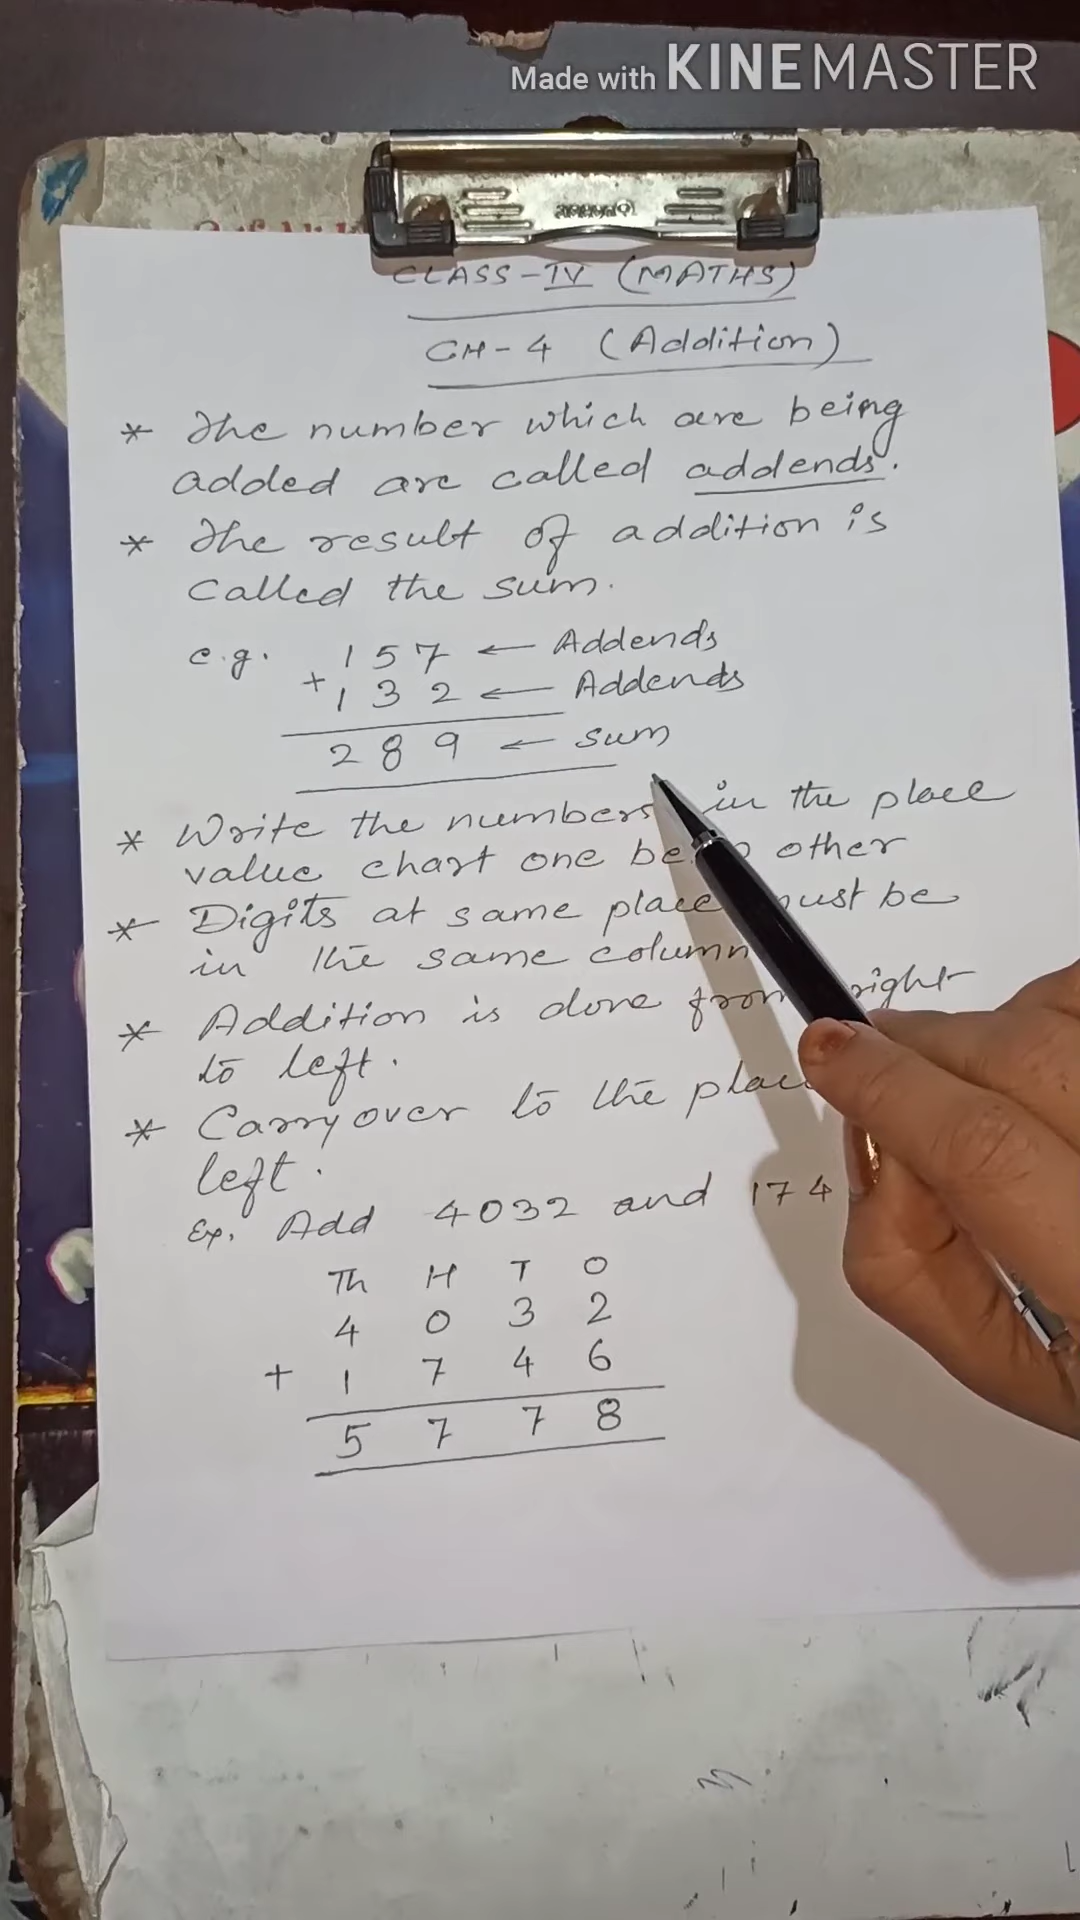 Made with KINEMASTER
CLASS-IV (MATHS)
CH-4 (Addition)
* The number which are being
added are called addends.
* The result of addition is
called the sum.
e.g. 157 ← Addends
+ 132 ← Addends
289 ← Sum
* Write the numbers in the place
value chart one other
* Digits at same place must be
in the same column
* Addition is done from right
to left.
* Carryover to the place
left.
Ex. Add 4032 and 174
Th H T O
4 0 3 2
+ 1 7 4 6
5 7 7 8